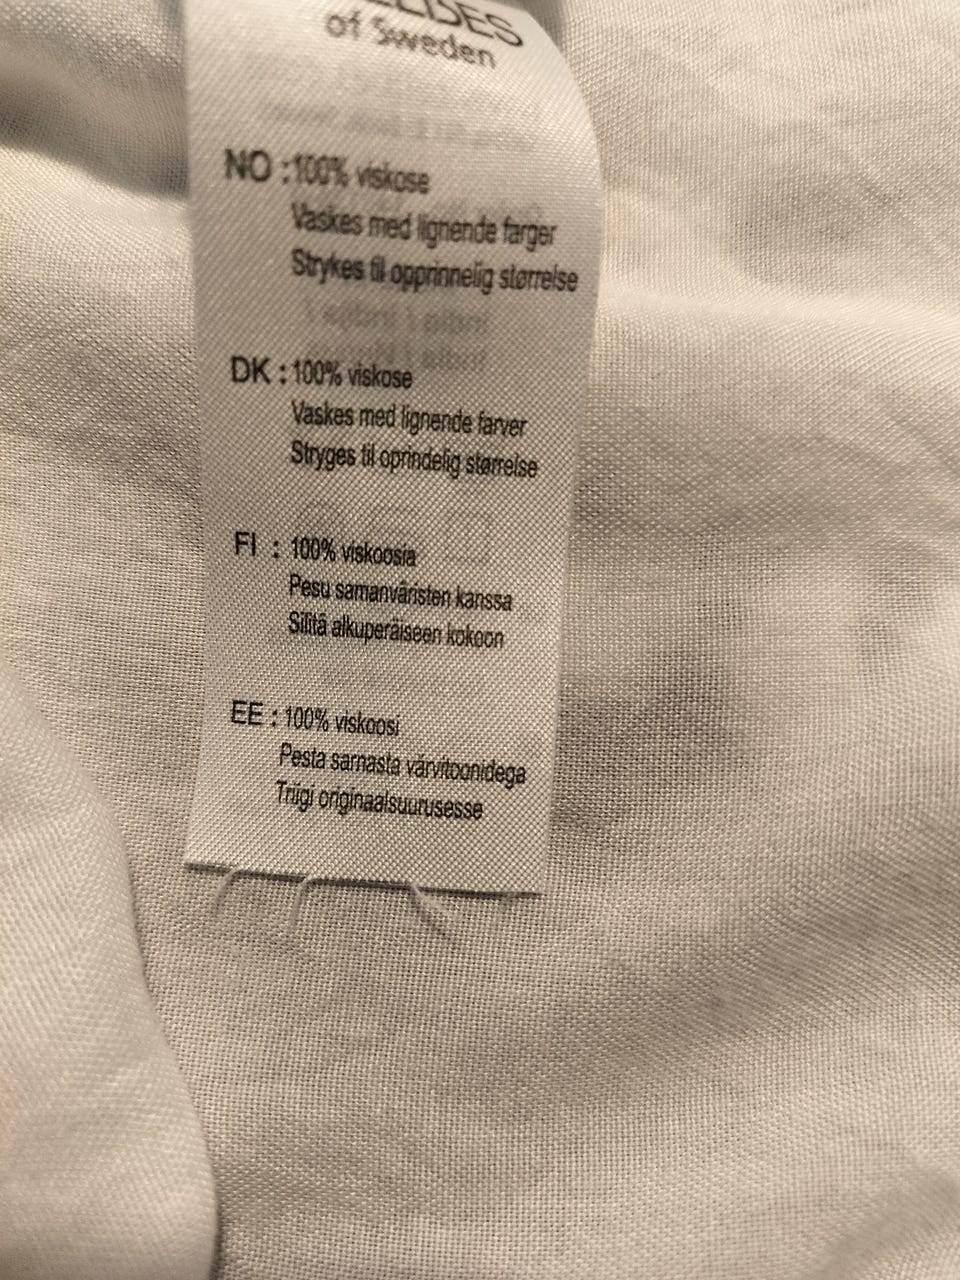 of Sweden
NO : 100% viskose
Vaskes med lignende farger
Strykes til opprinnelig størrelse
DK : 100% viskose
Vaskes med lignende farver
Stryges til oprindelig størrelse
FI : 100% viskoosia
Pesu samanväristen kanssa
Silitä alkuperäiseen kokoon
EE : 100% viskoosi
Pesta sarnasta värvitoonidega
Triigi originaalsuurusesse